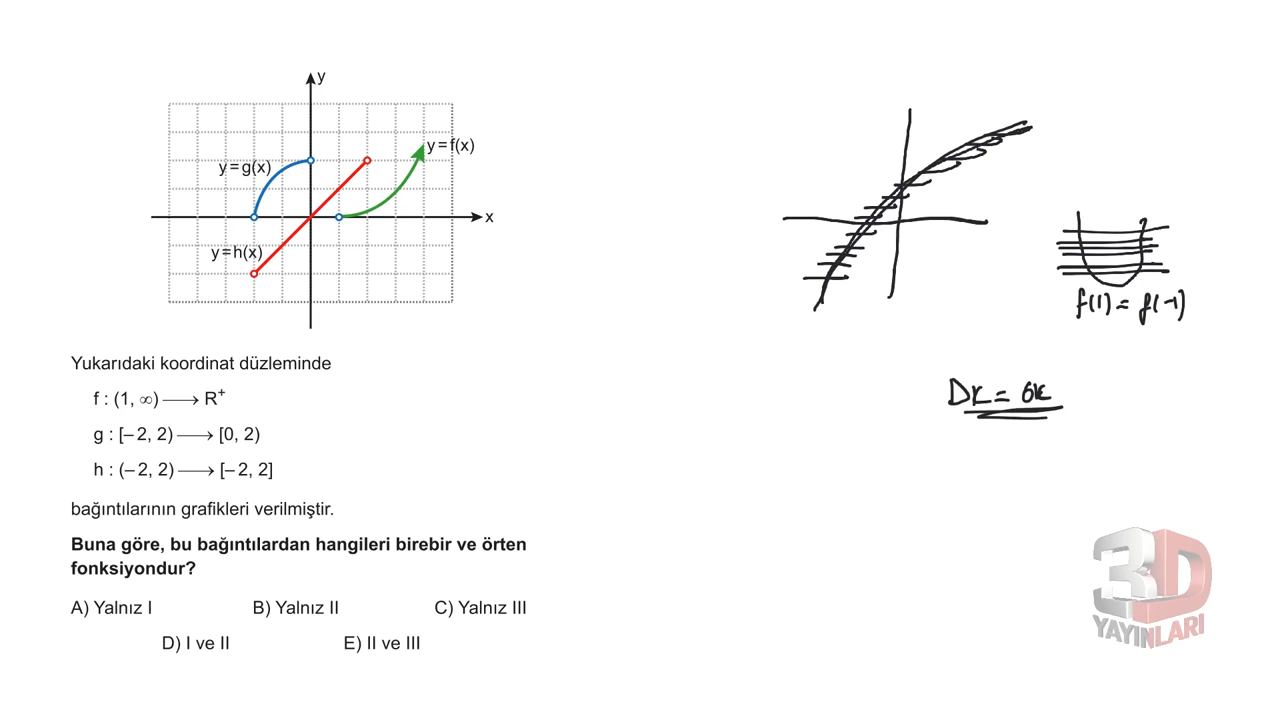 y
y=f(x)
y=g(x)
x
y=h(x)
Yukarıdaki koordinat düzleminde
f : (1, ∞) ⟶ R⁺
g : [– 2, 2) ⟶ [0, 2)
h : (– 2, 2) ⟶ [– 2, 2]
bağıntılarının grafikleri verilmiştir.
Buna göre, bu bağıntılardan hangileri birebir ve örten
fonksiyondur?
A) Yalnız I B) Yalnız II C) Yalnız III
D) I ve II E) II ve III
f(1) = f(-1)
DK = GK
3D
YAYINLARI